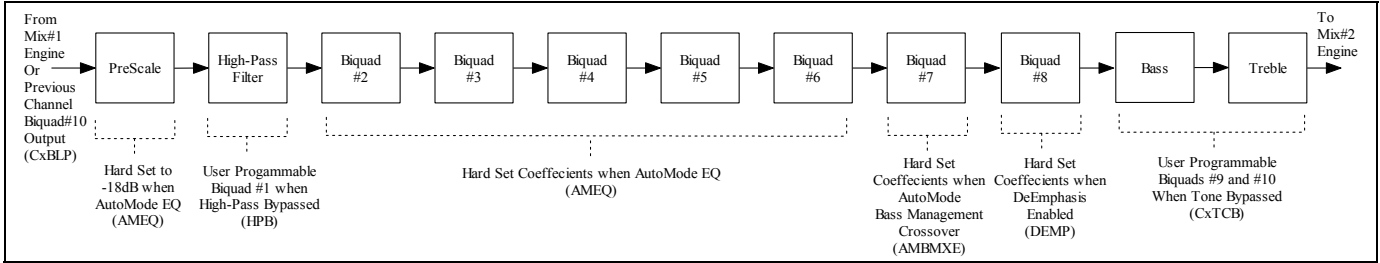 From
Mix#1
Engine
Or
Previous
Channel
Biquad#10
Output
(CxBLP)
PreScale
High-Pass
Filter
Biquad
#2
Biquad
#3
Biquad
#4
Biquad
#5
Biquad
#6
Biquad
#7
Biquad
#8
Bass
Treble
To
Mix#2
Engine
Hard Set to
-18dB when
AutoMode EQ
(AMEQ)
User Progammable
Biquad #1 when
High-Pass Bypassed
(HPB)
Hard Set Coeffecients when AutoMode EQ
(AMEQ)
Hard Set
Coeffecients when
AutoMode
Bass Management
Crossover
(AMBMXE)
Hard Set
Coeffecients when
DeEmphasis
Enabled
(DEMP)
User Programmable
Biquads #9 and #10
When Tone Bypassed
(CxTCB)